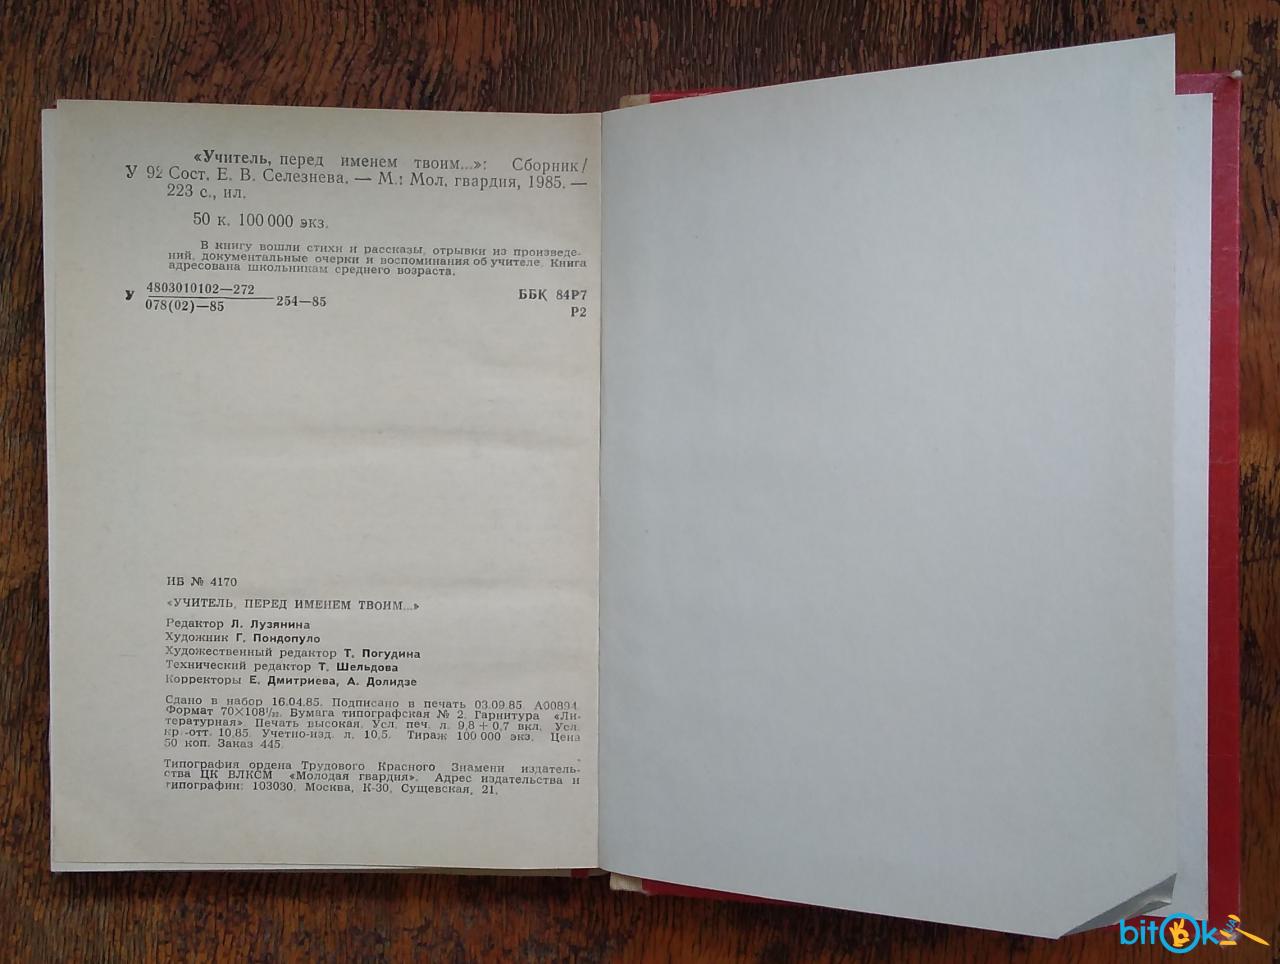 «Учитель, перед именем твоим...»: Сборник/
У 92 Сост. Е. В. Селезнева. — М.: Мол. гвардия, 1985. —
223 с., ил.
50 к. 100 000 экз.
В книгу вошли стихи и рассказы, отрывки из произведе-
ний, документальные очерки и воспоминания об учителе. Книга
адресована школьникам среднего возраста.
У 4803010102—272
078(02)—85 254—85
ББК 84Р7
Р2
ИБ № 4170
«УЧИТЕЛЬ, ПЕРЕД ИМЕНЕМ ТВОИМ...»
Редактор Л. Лузянина
Художник Г. Пондопуло
Художественный редактор Т. Погудина
Технический редактор Т. Шельдова
Корректоры Е. Дмитриева, А. Долидзе
Сдано в набор 16.04.85. Подписано в печать 03.09.85. А00894.
Формат 70×108¹/₃₂. Бумага типографская № 2. Гарнитура «Ли-
тературная». Печать высокая. Усл. печ. л. 9,8 + 0,7 вкл. Усл.
кр.-отт. 10,85. Учетно-изд. л. 10,5. Тираж 100 000 экз. Цена
50 коп. Заказ 445.
Типография ордена Трудового Красного Знамени издатель-
ства ЦК ВЛКСМ «Молодая гвардия». Адрес издательства и
типографии: 103030, Москва, К-30, Сущевская, 21.
bitOk